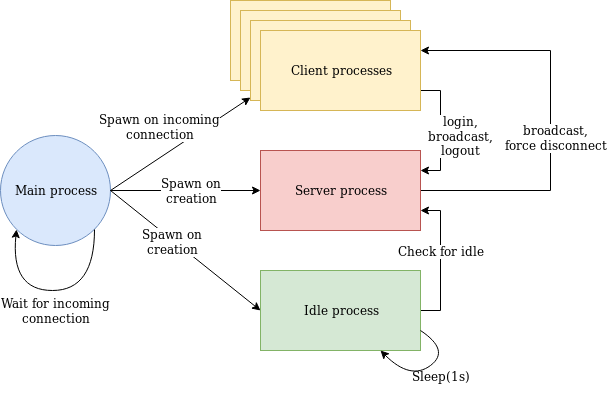 Client processes
Spawn on incoming
connection
login,
broadcast,
logout
broadcast,
force disconnect
Main process
Spawn on
creation
Server process
Spawn on
creation
Check for idle
Wait for incoming
connection
Idle process
Sleep(1s)